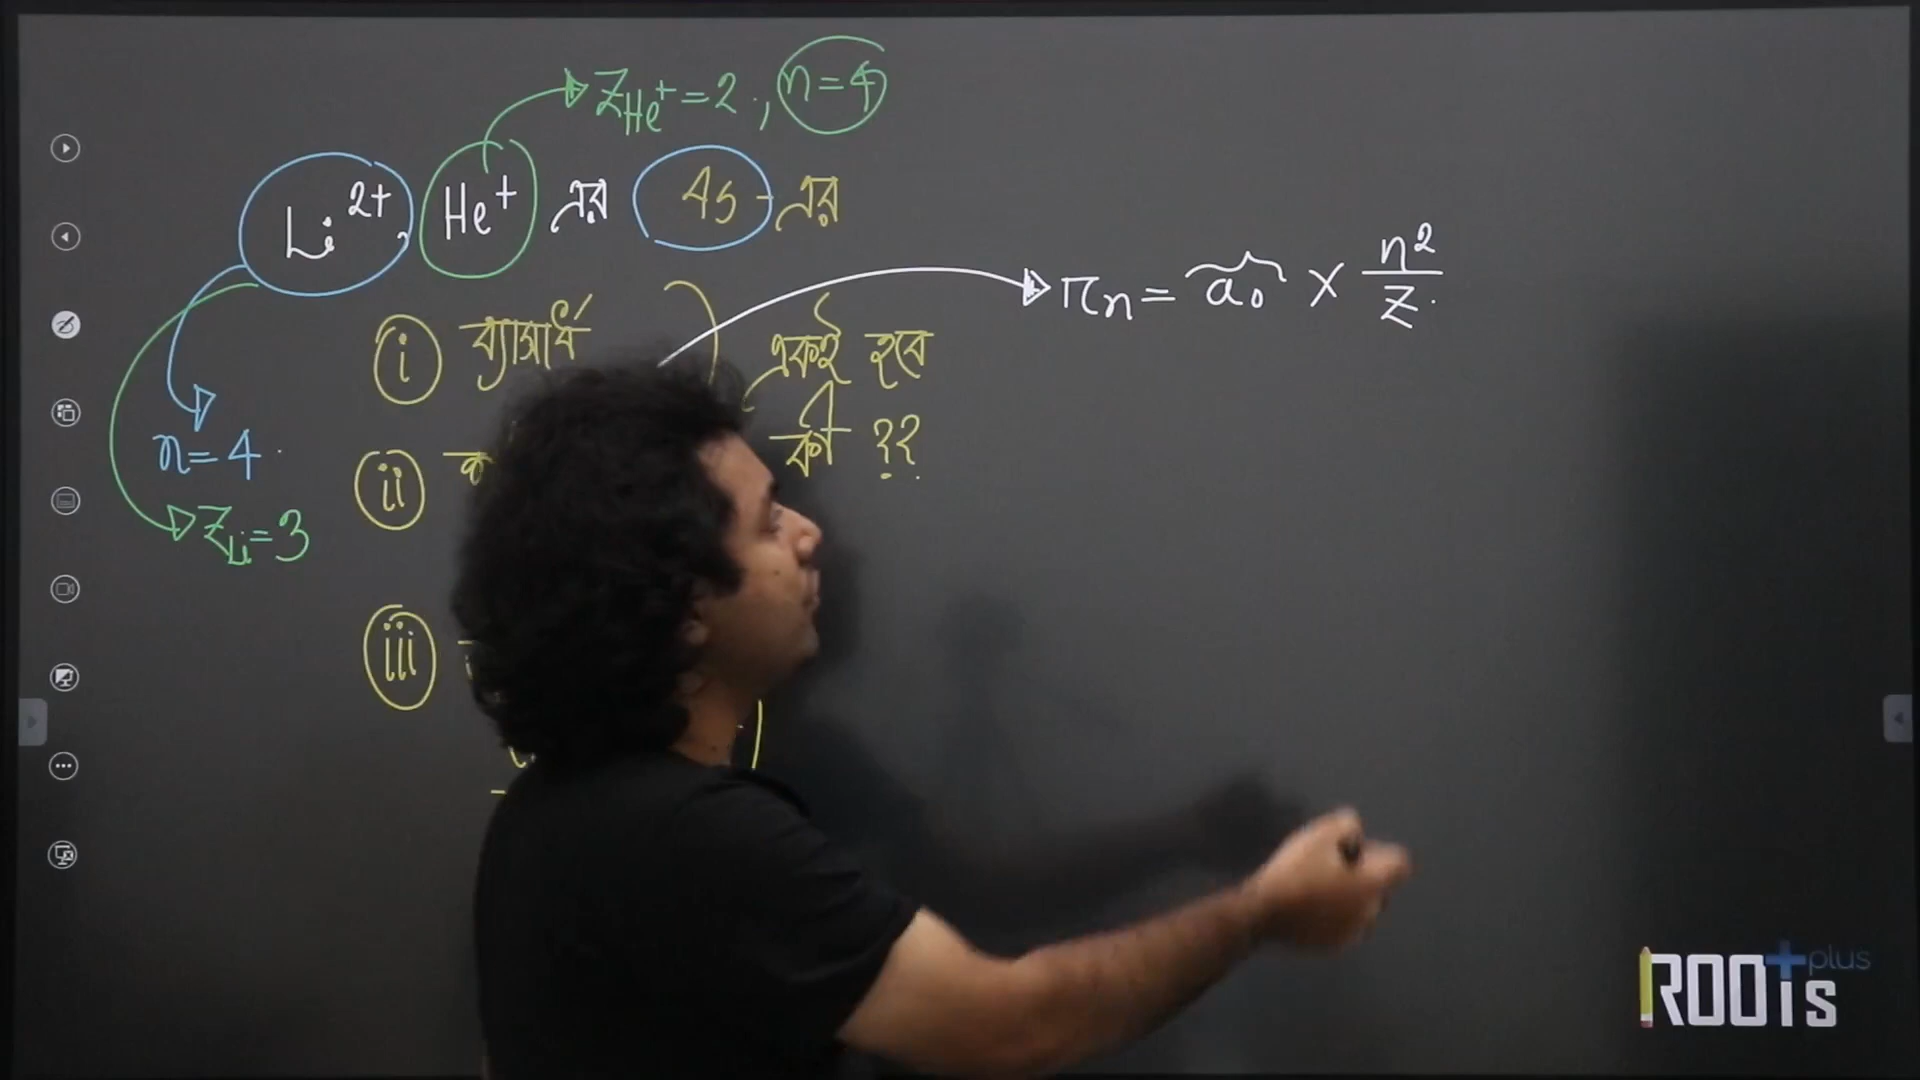 Z_He⁺ = 2, n = 4
Li²⁺, He⁺ এর 4s - এর
r_n = a₀ × n²/Z
i ব্যাসার্ধ
একই হবে
কী ??
n = 4
ii
Z_Li = 3
iii
ROOTs plus